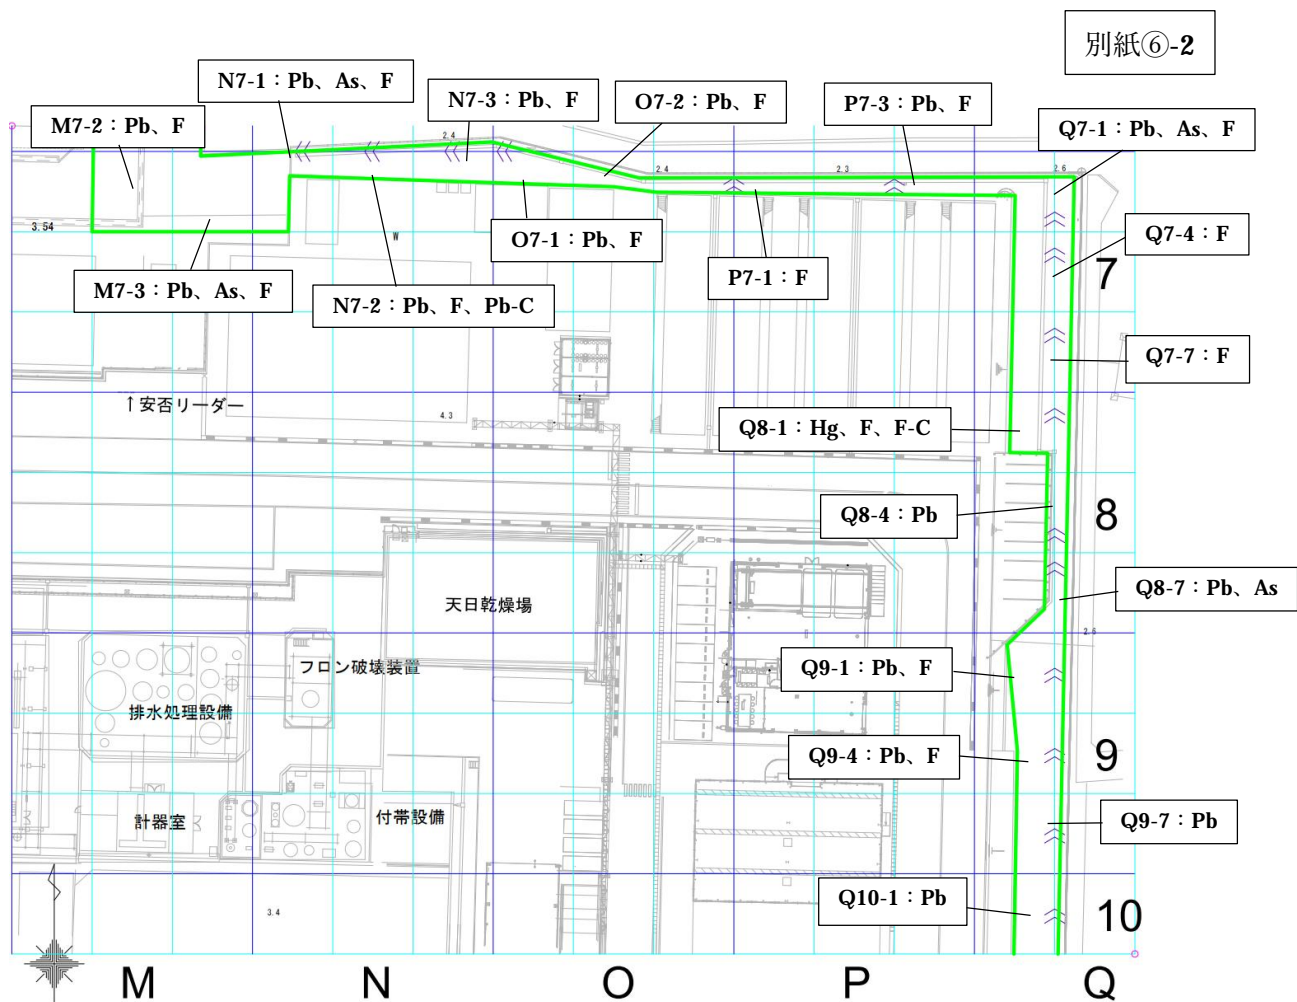 別紙⑥-2
N7-1：Pb、As、F
N7-3：Pb、F
O7-2：Pb、F
P7-3：Pb、F
M7-2：Pb、F
Q7-1：Pb、As、F
2.4
2.4
2.3
2.6
3.54
W
O7-1：Pb、F
Q7-4：F
M7-3：Pb、As、F
N7-2：Pb、F、Pb-C
P7-1：F
7
Q7-7：F
↑安否リーダー
4.3
Q8-1：Hg、F、F-C
Q8-4：Pb
8
天日乾燥場
Q8-7：Pb、As
2.6
フロン破壊装置
Q9-1：Pb、F
排水処理設備
Q9-4：Pb、F
9
計器室
付帯設備
Q9-7：Pb
Q10-1：Pb
3.4
10
M
N
O
P
Q